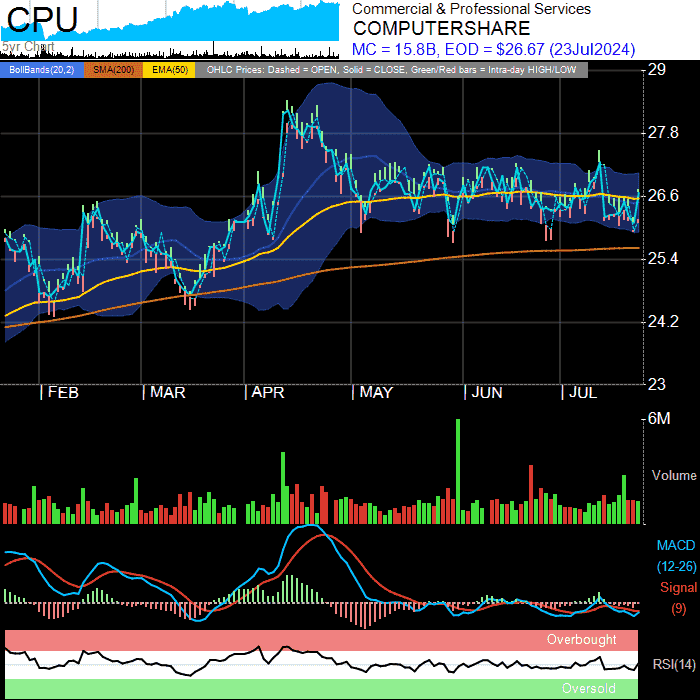 CPU
5yr Chart
Commercial & Professional Services
COMPUTERSHARE
MC = 15.8B, EOD = $26.67 (23Jul2024)
BollBands(20,2) SMA(200) EMA(50) OHLC Prices: Dashed = OPEN, Solid = CLOSE, Green/Red bars = Intra-day HIGH/LOW
29
27.8
26.6
25.4
24.2
23
FEB MAR APR MAY JUN JUL
6M
Volume
MACD
(12-26)
Signal
(9)
Overbought
RSI(14)
Oversold